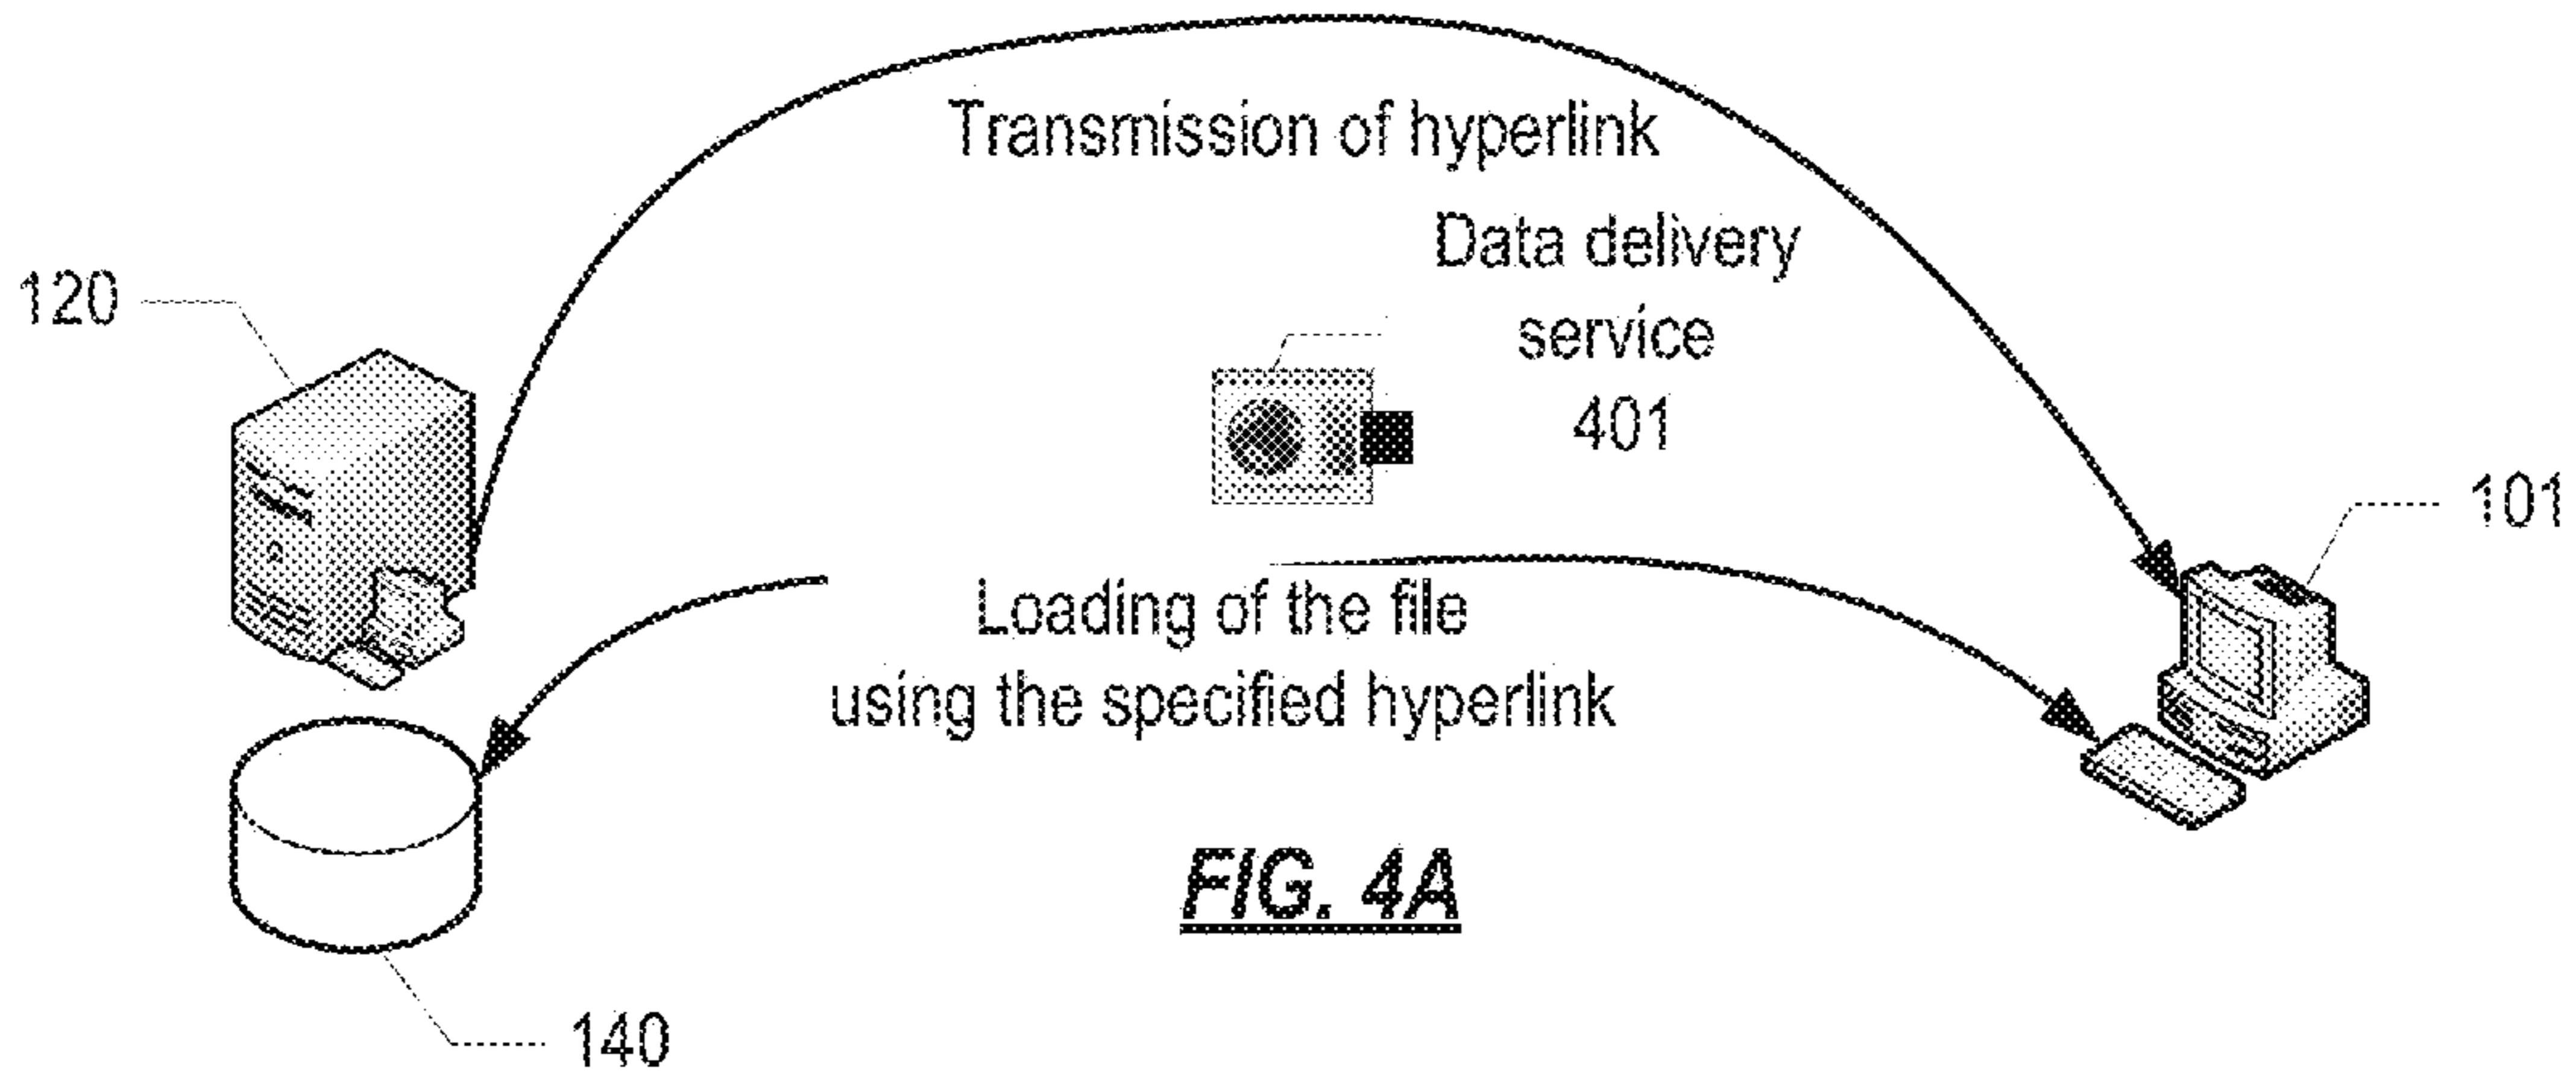 Transmission of hyperlink
Data delivery
service
401
120
101
Loading of the file
using the specified hyperlink
FIG. 4A
140